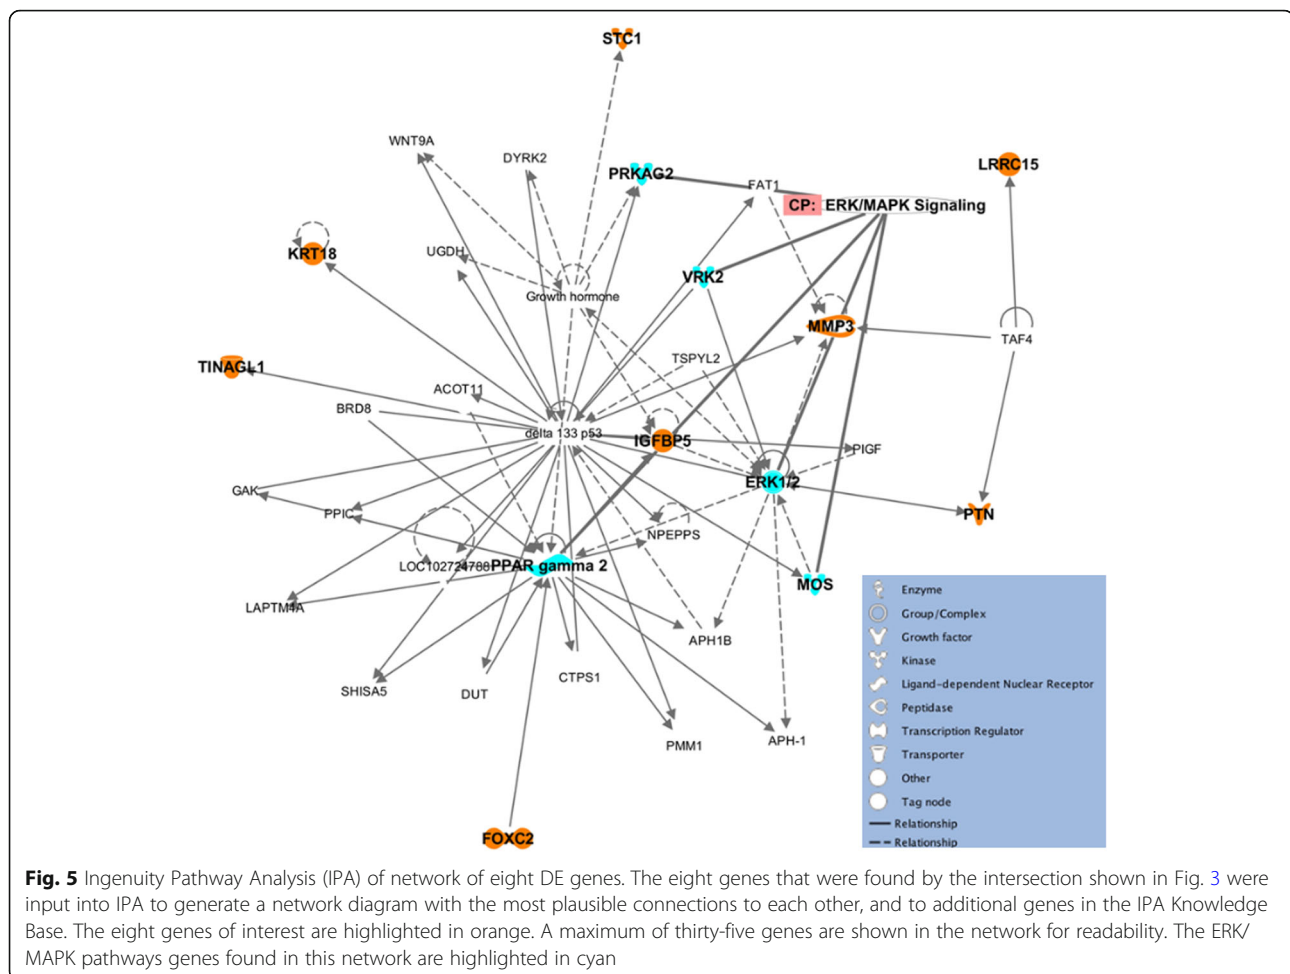 STC1
WNT9A
DYRK2
PRKAG2
FAT1
LRRC15
CP: ERK/MAPK Signaling
KRT18
UGDH
VRK2
Growth hormone
MMP3
TAF4
TINAGL1
TSPYL2
ACOT11
BRD8
delta 133 p53
IGFBP5
PIGF
ERK1/2
GAK
PPIC
PTN
NPEPPS
LOC102724788
PPAR gamma 2
MOS
LAPTM4A
APH1B
SHISA5
DUT
CTPS1
PMM1
APH-1
FOXC2
Enzyme
Group/Complex
Growth factor
Kinase
Ligand-dependent Nuclear Receptor
Peptidase
Transcription Regulator
Transporter
Other
Tag node
Relationship
Relationship
Fig. 5 Ingenuity Pathway Analysis (IPA) of network of eight DE genes. The eight genes that were found by the intersection shown in Fig. 3 were
input into IPA to generate a network diagram with the most plausible connections to each other, and to additional genes in the IPA Knowledge
Base. The eight genes of interest are highlighted in orange. A maximum of thirty-five genes are shown in the network for readability. The ERK/
MAPK pathways genes found in this network are highlighted in cyan